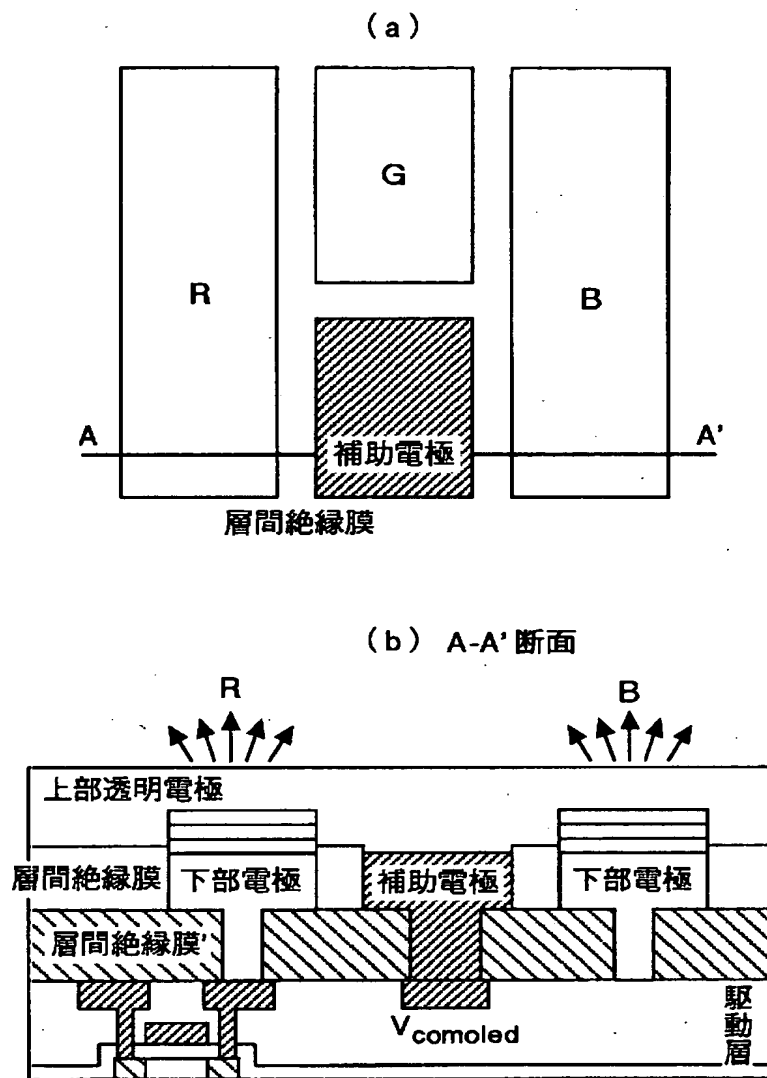 (a)
R
G
B
A
A'
補助電極
層間絶縁膜
(b) A-A' 断面
R
B
上部透明電極
層間絶縁膜
下部電極
補助電極
下部電極
層間絶縁膜'
Vcomoled
駆動層